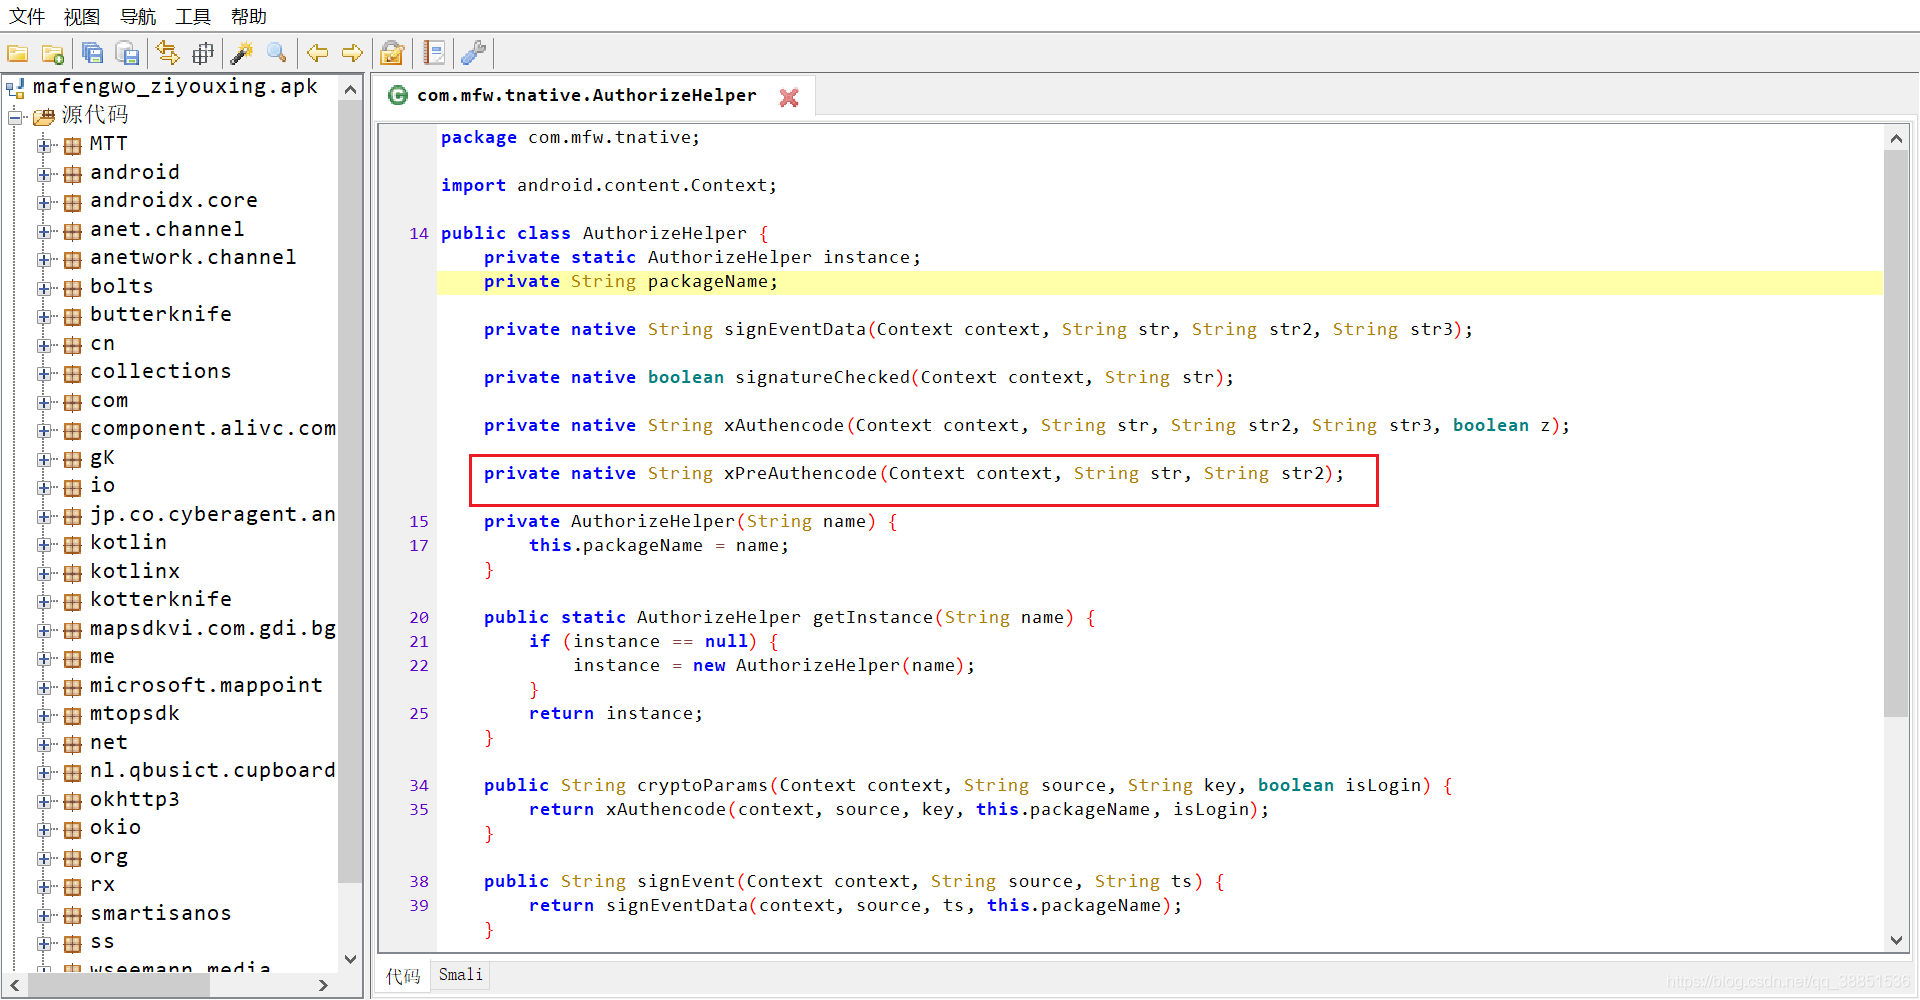 文件 视图 导航 工具 帮助
mafengwo_ziyouxing.apk
源代码
MTT
android
androidx.core
anet.channel
anetwork.channel
bolts
butterknife
cn
collections
com
component.alivc.com
gK
io
jp.co.cyberagent.an
kotlin
kotlinx
kotterknife
mapsdkvi.com.gdi.bg
me
microsoft.mappoint
mtopsdk
net
nl.qbusict.cupboard
okhttp3
okio
org
rx
smartisanos
ss
wseemann.media
com.mfw.tnative.AuthorizeHelper
package com.mfw.tnative;
import android.content.Context;
14 public class AuthorizeHelper {
private static AuthorizeHelper instance;
private String packageName;
private native String signEventData(Context context, String str, String str2, String str3);
private native boolean signatureChecked(Context context, String str);
private native String xAuthencode(Context context, String str, String str2, String str3, boolean z);
private native String xPreAuthencode(Context context, String str, String str2);
15 private AuthorizeHelper(String name) {
17 this.packageName = name;
}
20 public static AuthorizeHelper getInstance(String name) {
21 if (instance == null) {
22 instance = new AuthorizeHelper(name);
}
25 return instance;
}
34 public String cryptoParams(Context context, String source, String key, boolean isLogin) {
35 return xAuthencode(context, source, key, this.packageName, isLogin);
}
38 public String signEvent(Context context, String source, String ts) {
39 return signEventData(context, source, ts, this.packageName);
}
代码 Smali
https://blog.csdn.net/qq_38851536